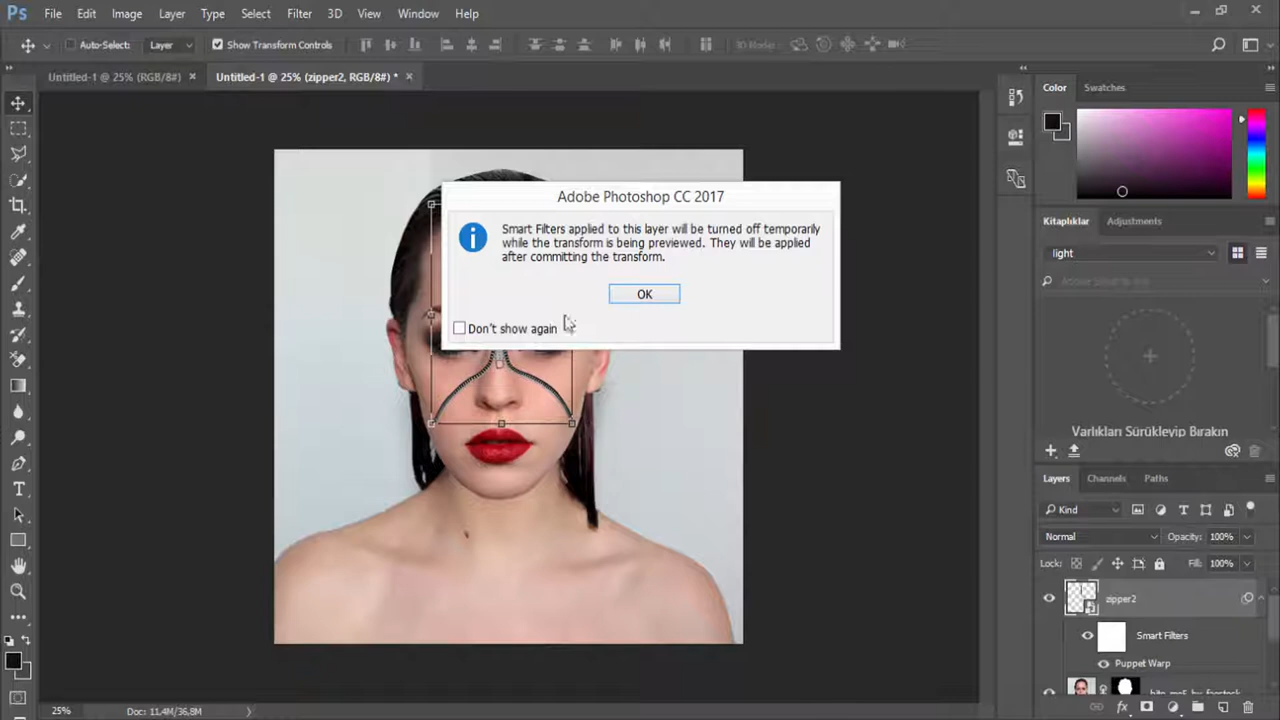 Ps File Edit Image Layer Type Select Filter 3D View Window Help
Auto-Select: Layer Show Transform Controls 3D Mode:
Untitled-1 @ 25% (RGB/8#) × Untitled-1 @ 25% (zipper2, RGB/8#) * ×
Color Swatches
Adobe Photoshop CC 2017
Smart Filters applied to this layer will be turned off temporarily
while the transform is being previewed. They will be applied
after committing the transform.
OK
Don't show again
Kitaplıklar Adjustments
light
Varlıkları Sürükleyip Bırakın
Layers Channels Paths
Kind
Normal Opacity: 100%
Lock: Fill: 100%
zipper2
Smart Filters
Puppet Warp
fx
25% Doc: 11,4M/36,8M